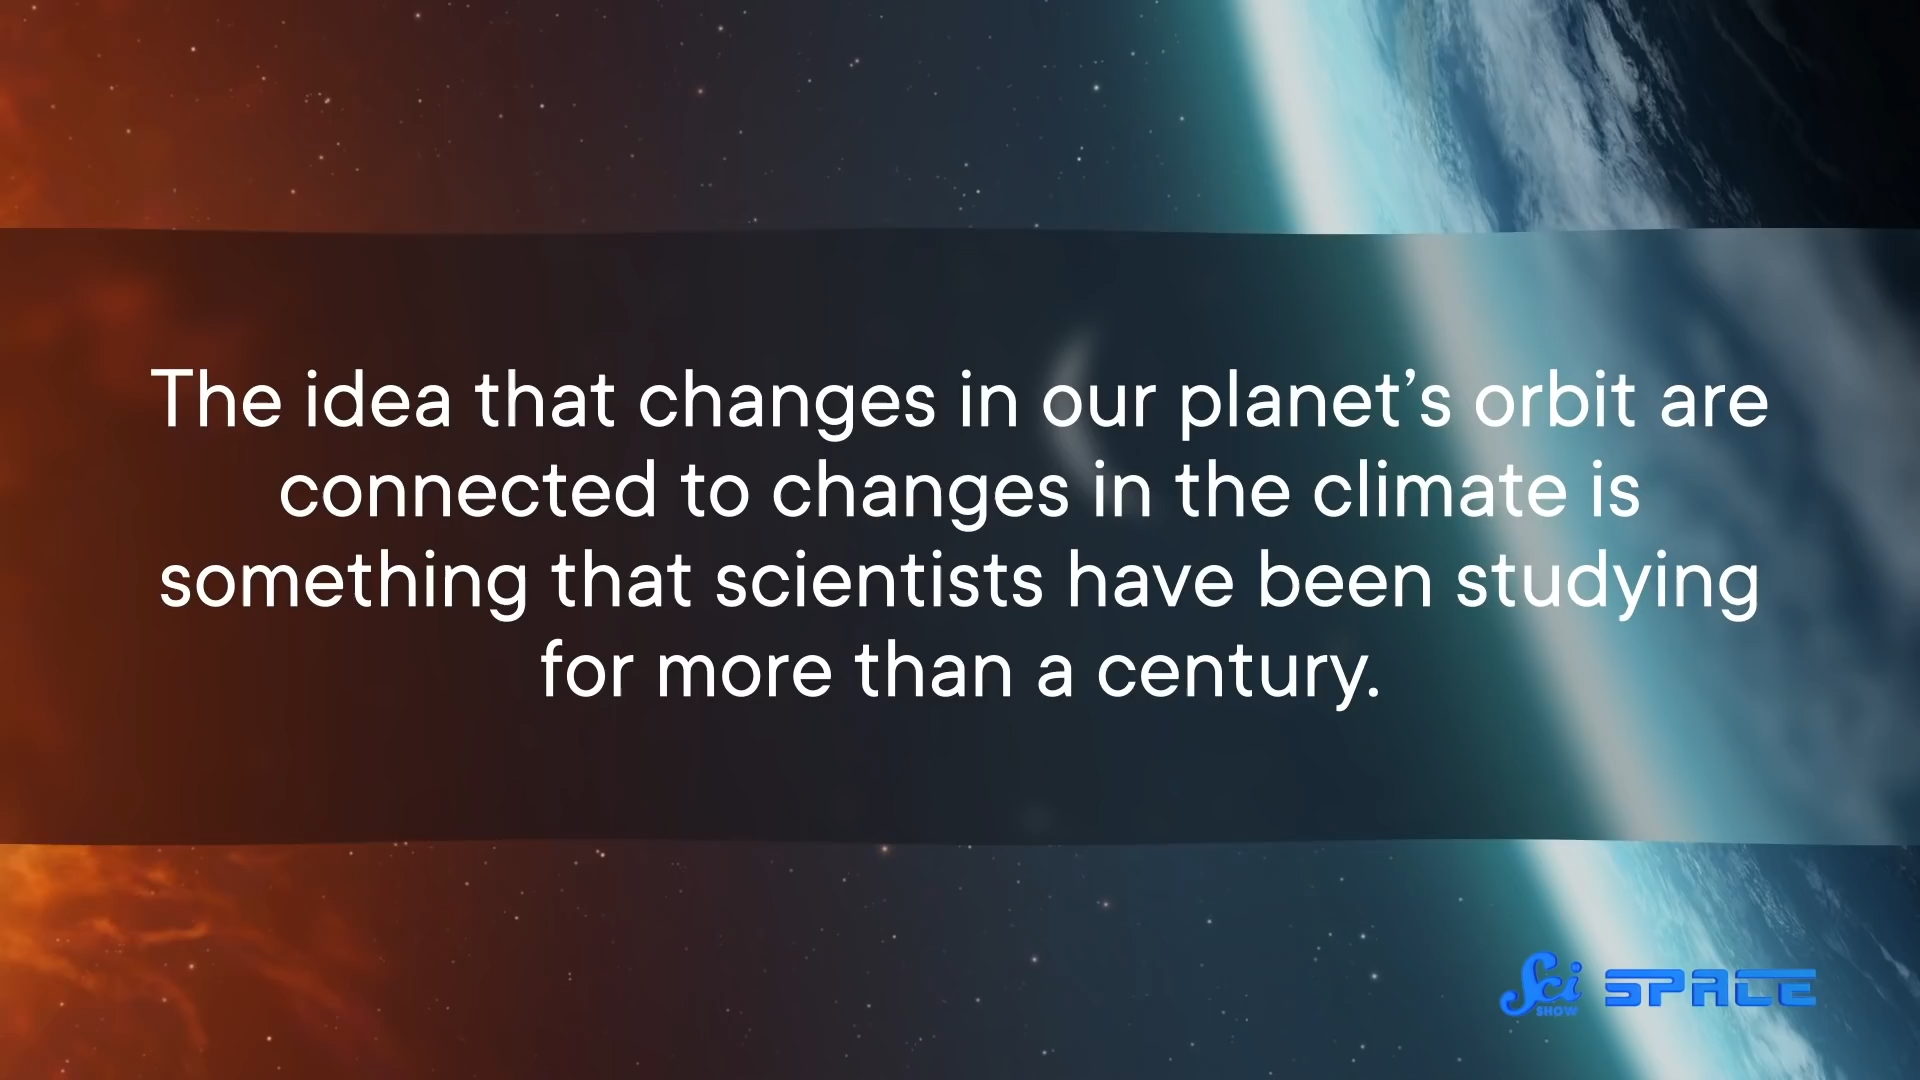 The idea that changes in our planet’s orbit are
connected to changes in the climate is
something that scientists have been studying
for more than a century.
Sci SHOW SPACE